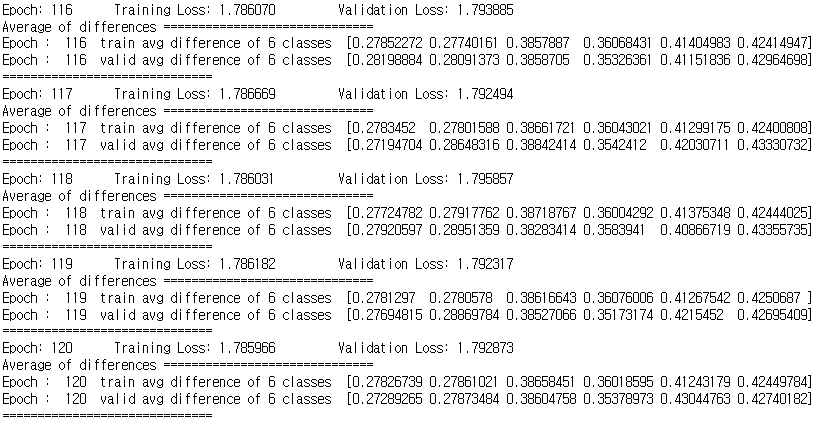 Epoch: 116 Training Loss: 1.786070 Validation Loss: 1.793885
Average of differences ==============================
Epoch : 116 train avg difference of 6 classes [0.27852272 0.27740161 0.3857887 0.36068431 0.41404983 0.42414947]
Epoch : 116 valid avg difference of 6 classes [0.28198884 0.28091373 0.3858705 0.35326361 0.41151836 0.42964698]
==============================
Epoch: 117 Training Loss: 1.786669 Validation Loss: 1.792494
Average of differences ==============================
Epoch : 117 train avg difference of 6 classes [0.2783452 0.27801588 0.38661721 0.36043021 0.41299175 0.42400808]
Epoch : 117 valid avg difference of 6 classes [0.27194704 0.28648316 0.38842414 0.3542412 0.42030711 0.43330732]
==============================
Epoch: 118 Training Loss: 1.786031 Validation Loss: 1.795857
Average of differences ==============================
Epoch : 118 train avg difference of 6 classes [0.27724782 0.27917762 0.38718767 0.36004292 0.41375348 0.42444025]
Epoch : 118 valid avg difference of 6 classes [0.27920597 0.28951359 0.38283414 0.3583941 0.40866719 0.43355735]
==============================
Epoch: 119 Training Loss: 1.786182 Validation Loss: 1.792317
Average of differences ==============================
Epoch : 119 train avg difference of 6 classes [0.2781297 0.2780578 0.38616643 0.36076006 0.41267542 0.4250687 ]
Epoch : 119 valid avg difference of 6 classes [0.27694815 0.28869784 0.38527066 0.35173174 0.4215452 0.42695409]
==============================
Epoch: 120 Training Loss: 1.785966 Validation Loss: 1.792873
Average of differences ==============================
Epoch : 120 train avg difference of 6 classes [0.27826739 0.27861021 0.38658451 0.36018595 0.41243179 0.42449784]
Epoch : 120 valid avg difference of 6 classes [0.27289265 0.27873484 0.38604758 0.35378973 0.43044763 0.42740182]
==============================